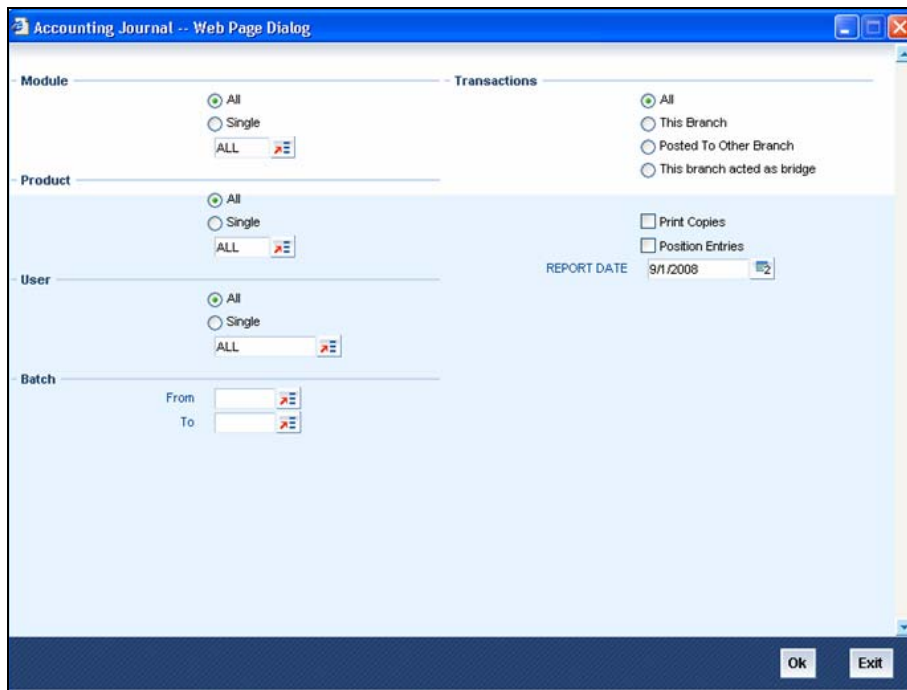 Accounting Journal -- Web Page Dialog
Module
All
Single
ALL
Product
All
Single
ALL
User
All
Single
ALL
Batch
From
To
Transactions
All
This Branch
Posted To Other Branch
This branch acted as bridge
Print Copies
Position Entries
REPORT DATE 9/1/2008
Ok Exit